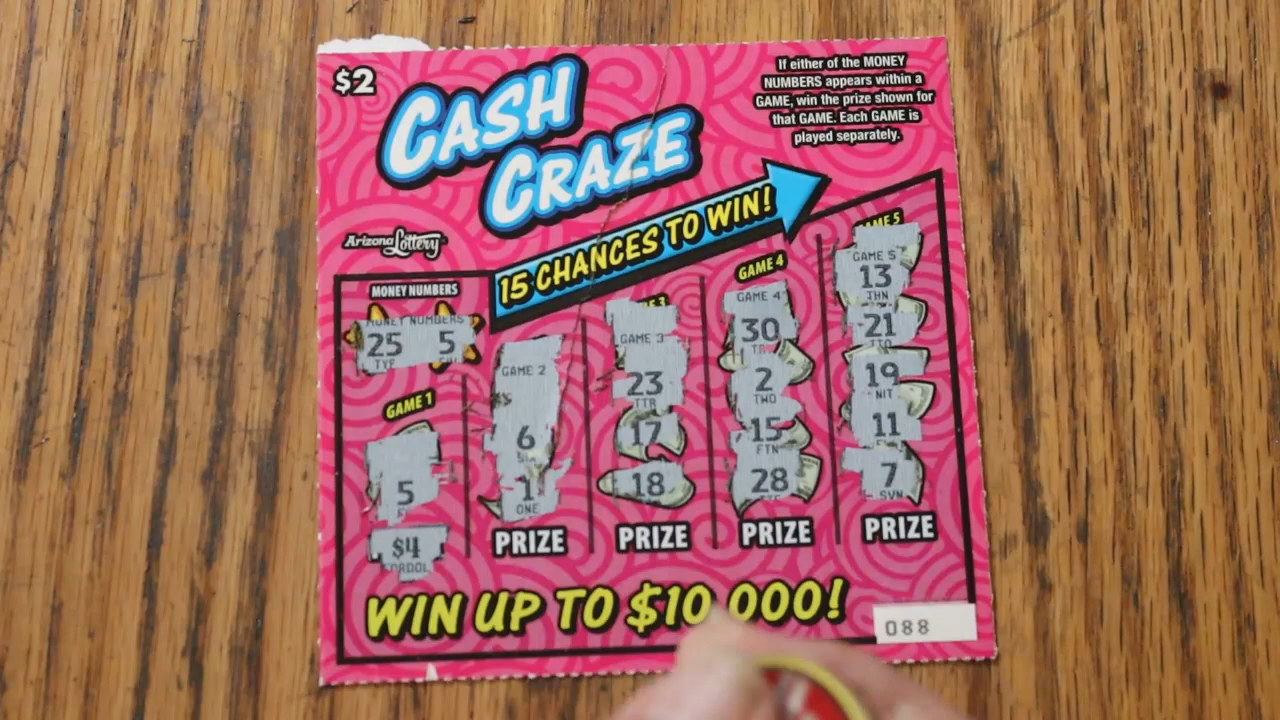 $2
CASH
CRAZE
If either of the MONEY
NUMBERS appears within a
GAME, win the prize shown for
that GAME. Each GAME is
played separately.
15 CHANCES TO WIN!
Arizona Lottery
MONEY NUMBERS
MONEY NUMBERS
25 5
TYF
GAME 1
5
$4
FORDOL
GAME 2
6
1
ONE
PRIZE
GAME 3
23
TTR
17
18
PRIZE
GAME 4
GAME 4
30
2
TWO
15
FTN
28
PRIZE
GAME 5
13
THN
21
TTO
19
NIT
11
7
SVN
PRIZE
WIN UP TO $10,000!
088